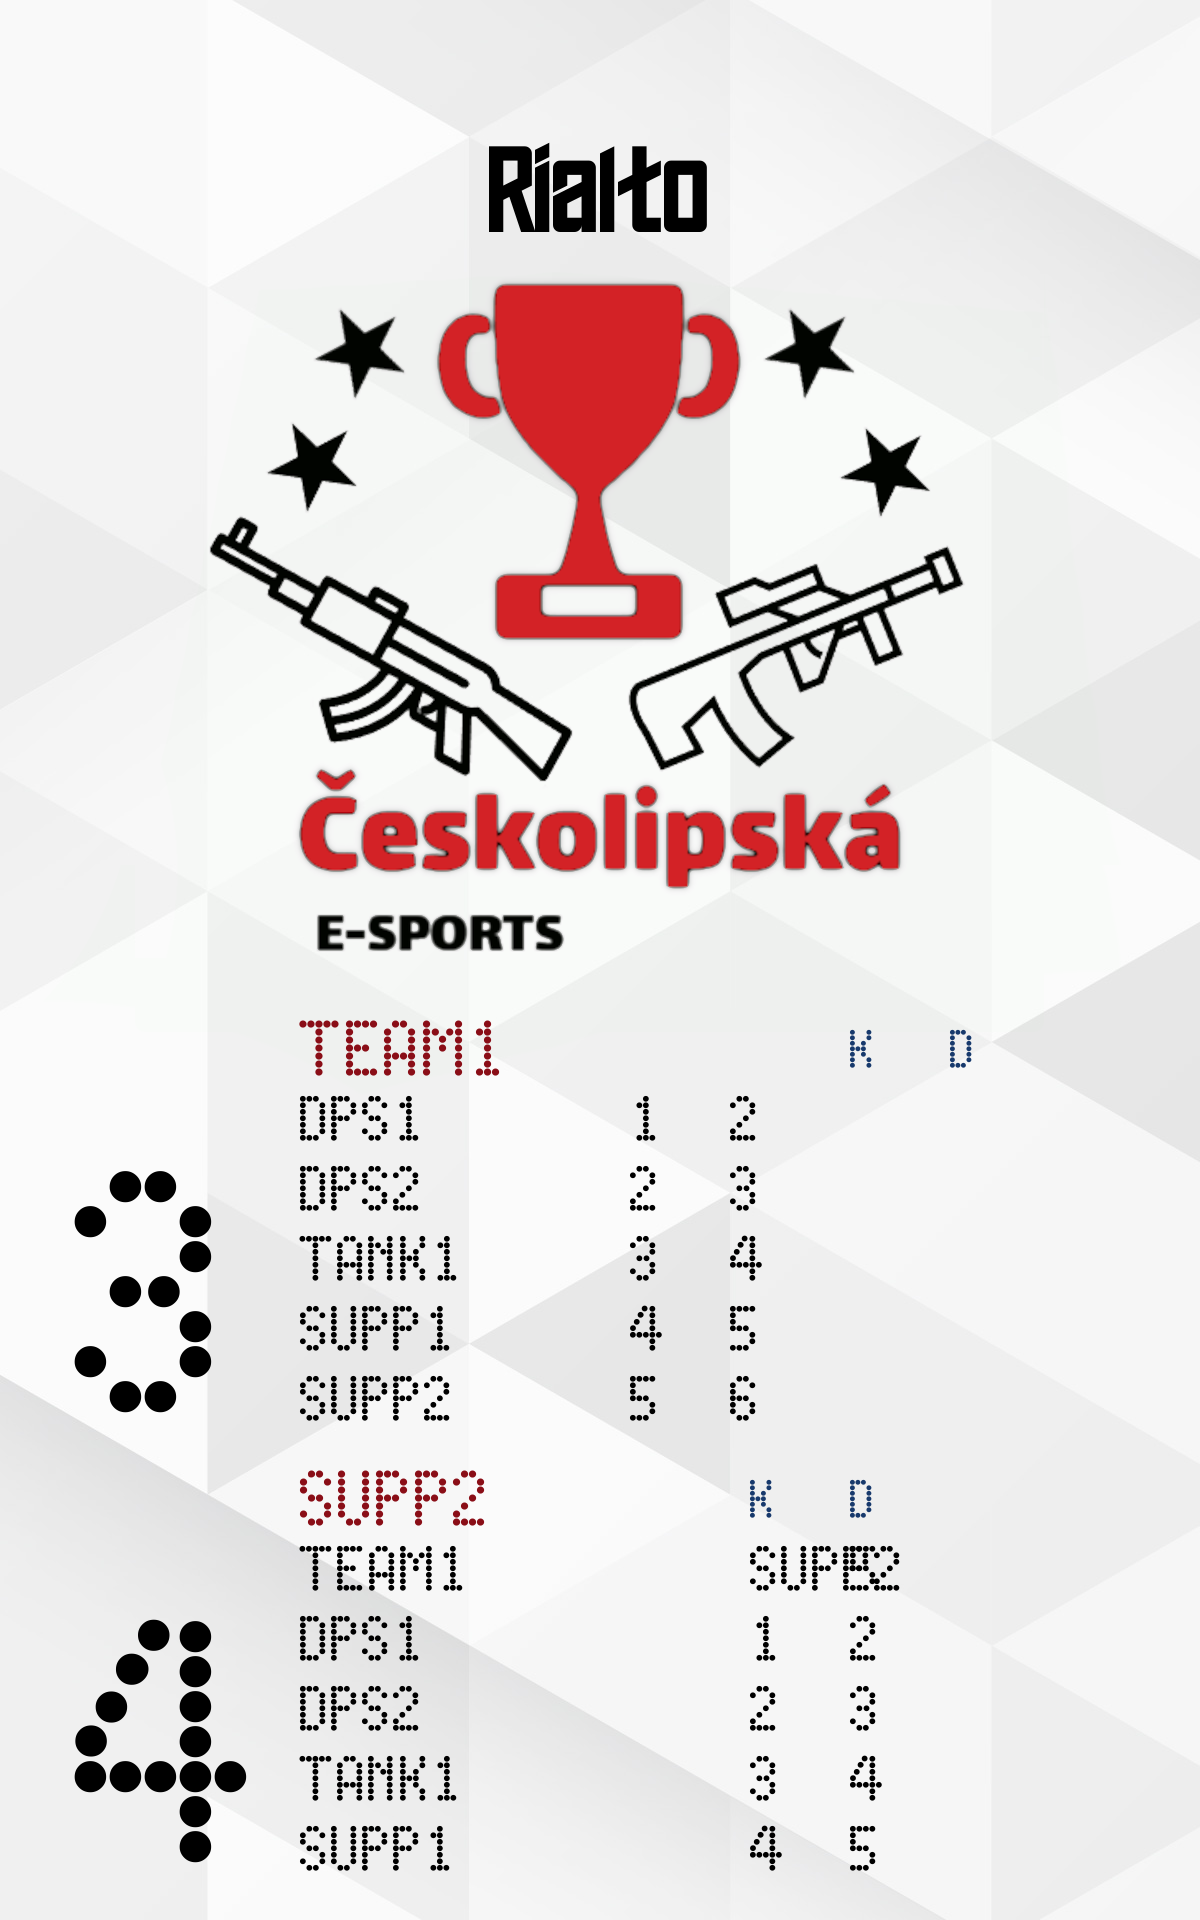 Rialto
Českolipská
E-SPORTS
TEAM1 K D
DPS1 1 2
DPS2 2 3
3
TANK1 3 4
SUPP1 4 5
SUPP2 5 6
SUPP2 K D
TEAM1 SUPP2
DPS1 1 2
DPS2 2 3
4
TANK1 3 4
SUPP1 4 5